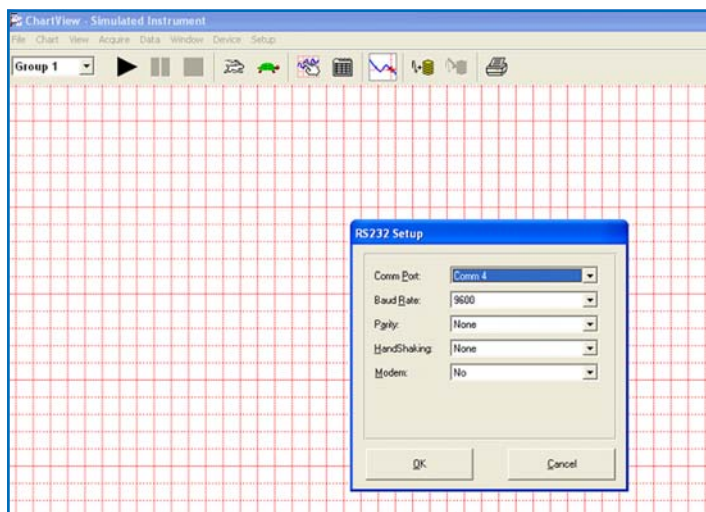 ChartView - Simulated Instrument
File Chart View Acquire Data Window Device Setup
Group 1
RS232 Setup
Comm Port: Comm 4
Baud Rate: 9600
Parity: None
HandShaking: None
Modem: No
OK Cancel